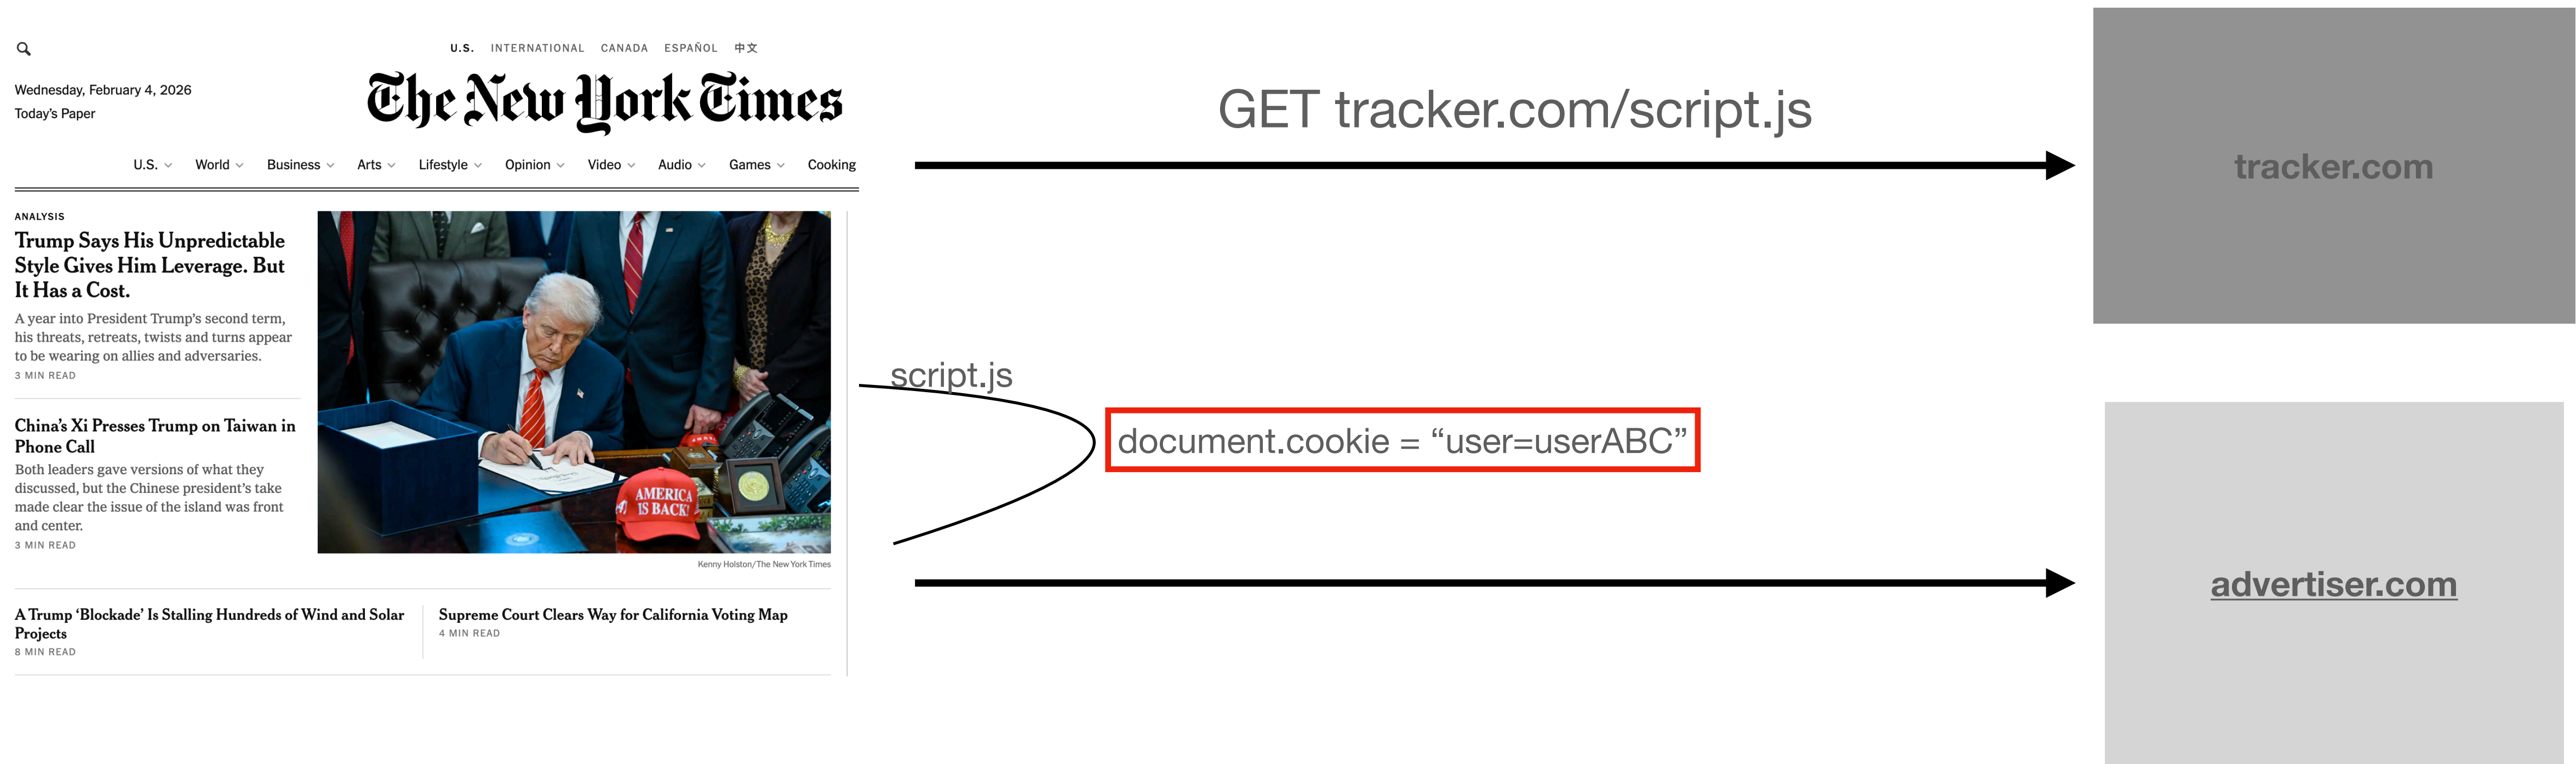 U.S. INTERNATIONAL CANADA ESPAÑOL 中文
Wednesday, February 4, 2026
Today's Paper
The New York Times
U.S. World Business Arts Lifestyle Opinion Video Audio Games Cooking
ANALYSIS
Trump Says His Unpredictable
Style Gives Him Leverage. But
It Has a Cost.
A year into President Trump's second term,
his threats, retreats, twists and turns appear
to be wearing on allies and adversaries.
3 MIN READ
China's Xi Presses Trump on Taiwan in
Phone Call
Both leaders gave versions of what they
discussed, but the Chinese president's take
made clear the issue of the island was front
and center.
3 MIN READ
AMERICA
IS BACK!
Kenny Holston/The New York Times
A Trump ‘Blockade’ Is Stalling Hundreds of Wind and Solar
Projects
8 MIN READ
Supreme Court Clears Way for California Voting Map
4 MIN READ
GET tracker.com/script.js
tracker.com
script.js
document.cookie = “user=userABC”
advertiser.com